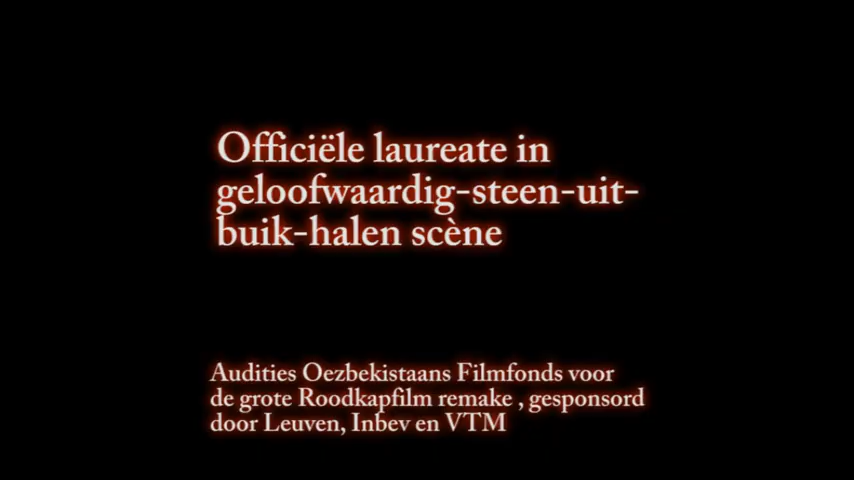 Officiële laureate in
geloofwaardig-steen-uit-
buik-halen scène
Audities Oezbekistaans Filmfonds voor
de grote Roodkapfilm remake , gesponsord
door Leuven, Inbev en VTM